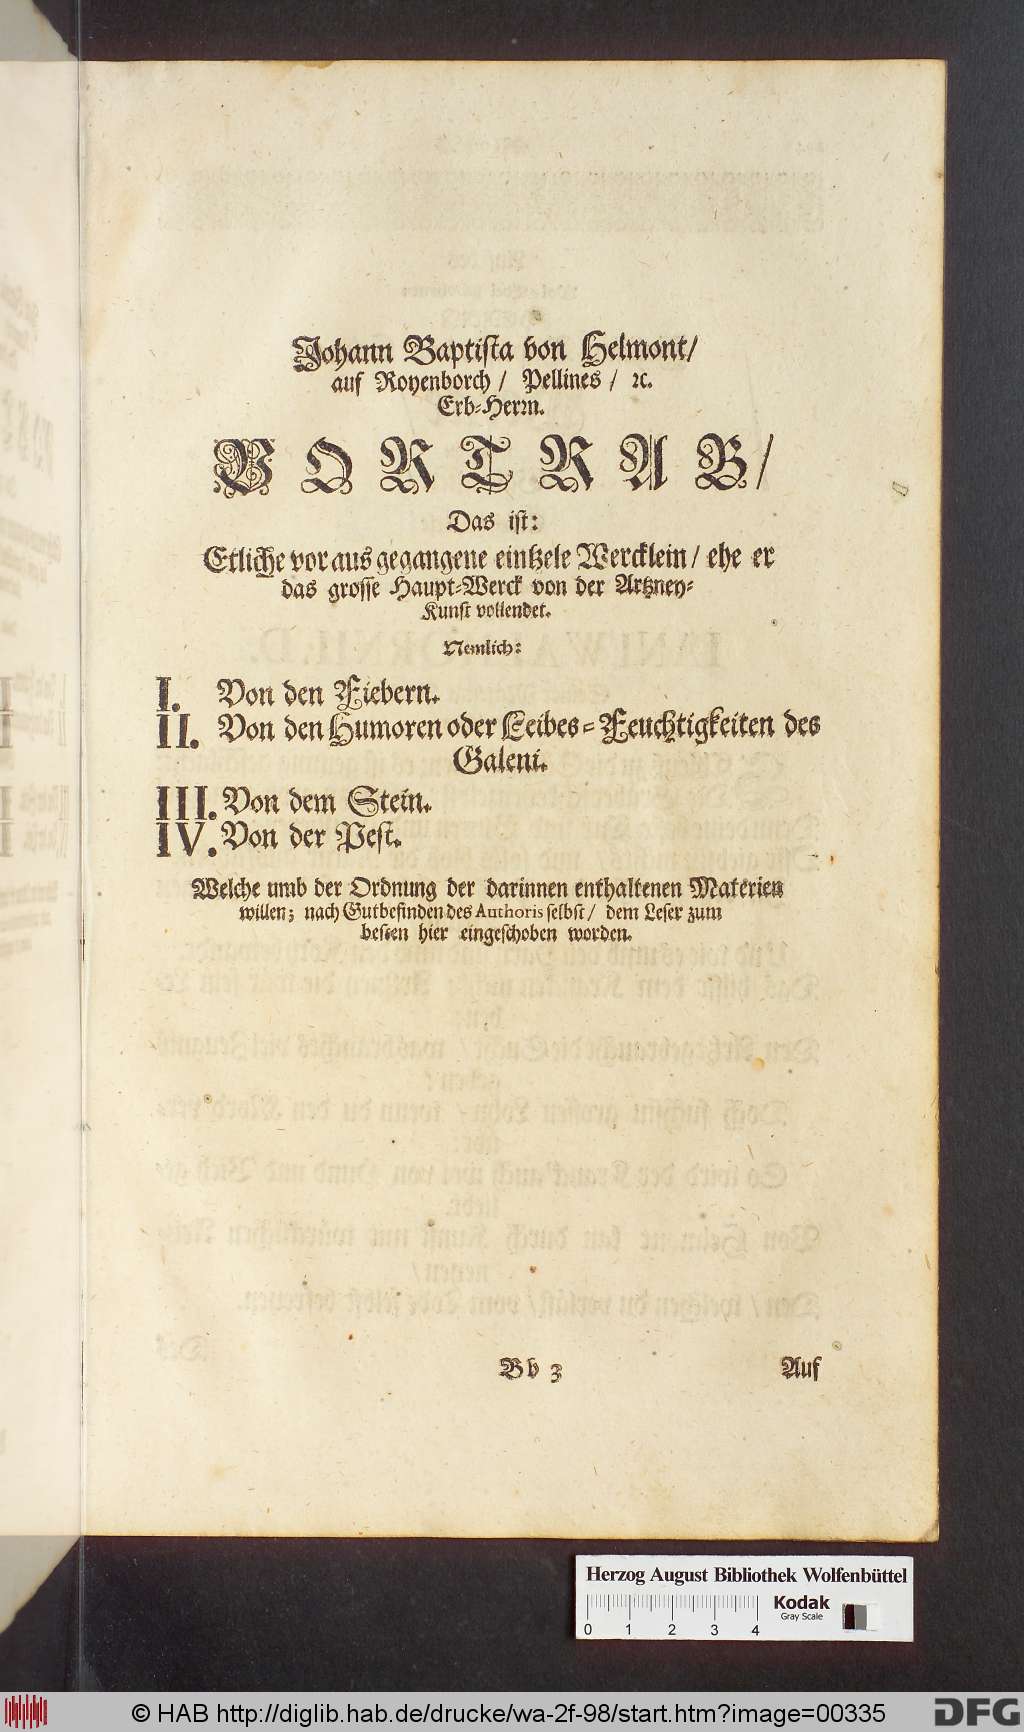 Johann Baptista von Helmont/
auf Royenborch / Pellines / ꝛc.
Erb-Herrn.
VORTRAB/
Das ist:
Etliche voraus gegangene eintzele Wercklein / ehe er
das grosse Haupt-Werck von der Artzney-
Kunst vollendet.
Nemlich:
I. Von den Fiebern.
II. Von den Humoren oder Leibes-Feuchtigkeiten des
Galeni.
III. Von dem Stein.
IV. Von der Pest.
Welche umb der Ordnung der darinnen enthaltenen Materien
willen; nach Gutbefinden des Authoris selbst / dem Leser zum
besten hier eingeschoben worden.
Bb 3 Auf
Herzog August Bibliothek Wolfenbüttel
Kodak
Gray Scale
0 1 2 3 4
© HAB http://diglib.hab.de/drucke/wa-2f-98/start.htm?image=00335
DFG